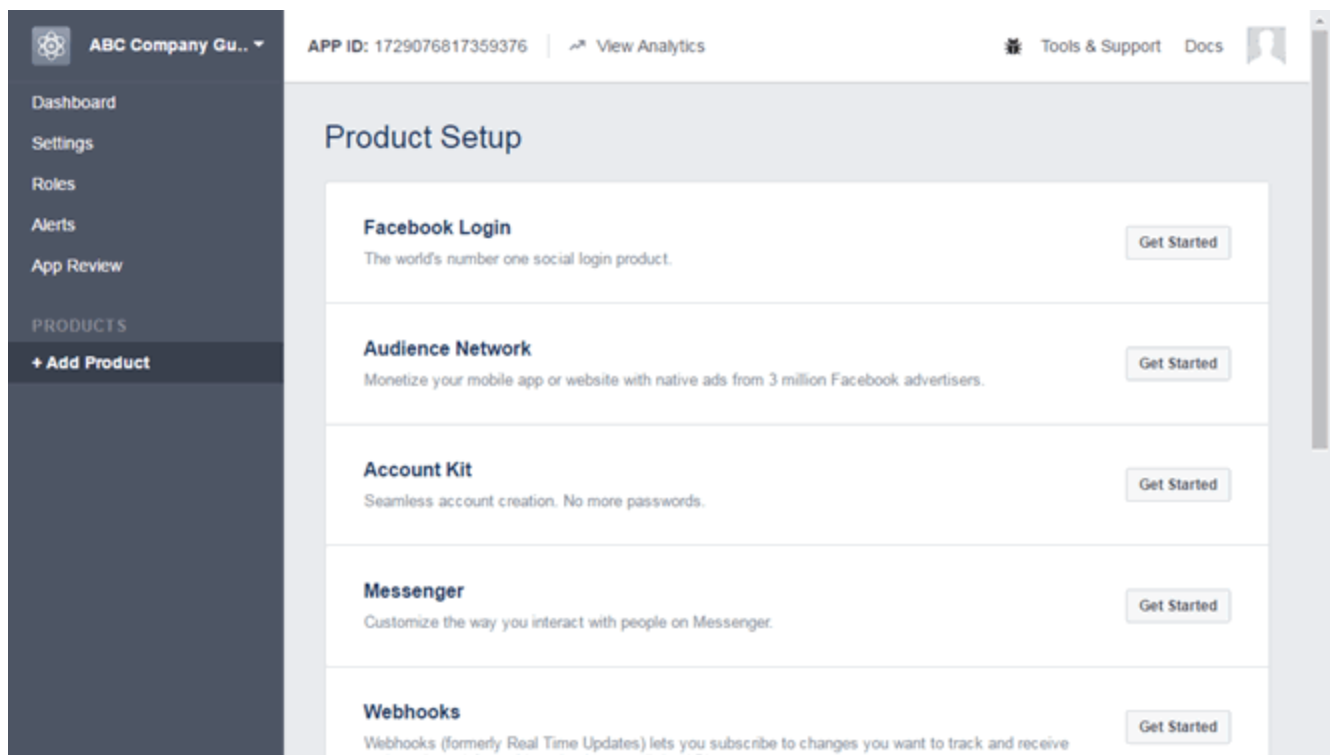 ABC Company Gu..
APP ID: 1729076817359376
View Analytics
Tools & Support
Docs
Dashboard
Settings
Roles
Alerts
App Review
PRODUCTS
+ Add Product
Product Setup
Facebook Login
The world's number one social login product.
Get Started
Audience Network
Monetize your mobile app or website with native ads from 3 million Facebook advertisers.
Get Started
Account Kit
Seamless account creation. No more passwords.
Get Started
Messenger
Customize the way you interact with people on Messenger.
Get Started
Webhooks
Webhooks (formerly Real Time Updates) lets you subscribe to changes you want to track and receive
Get Started